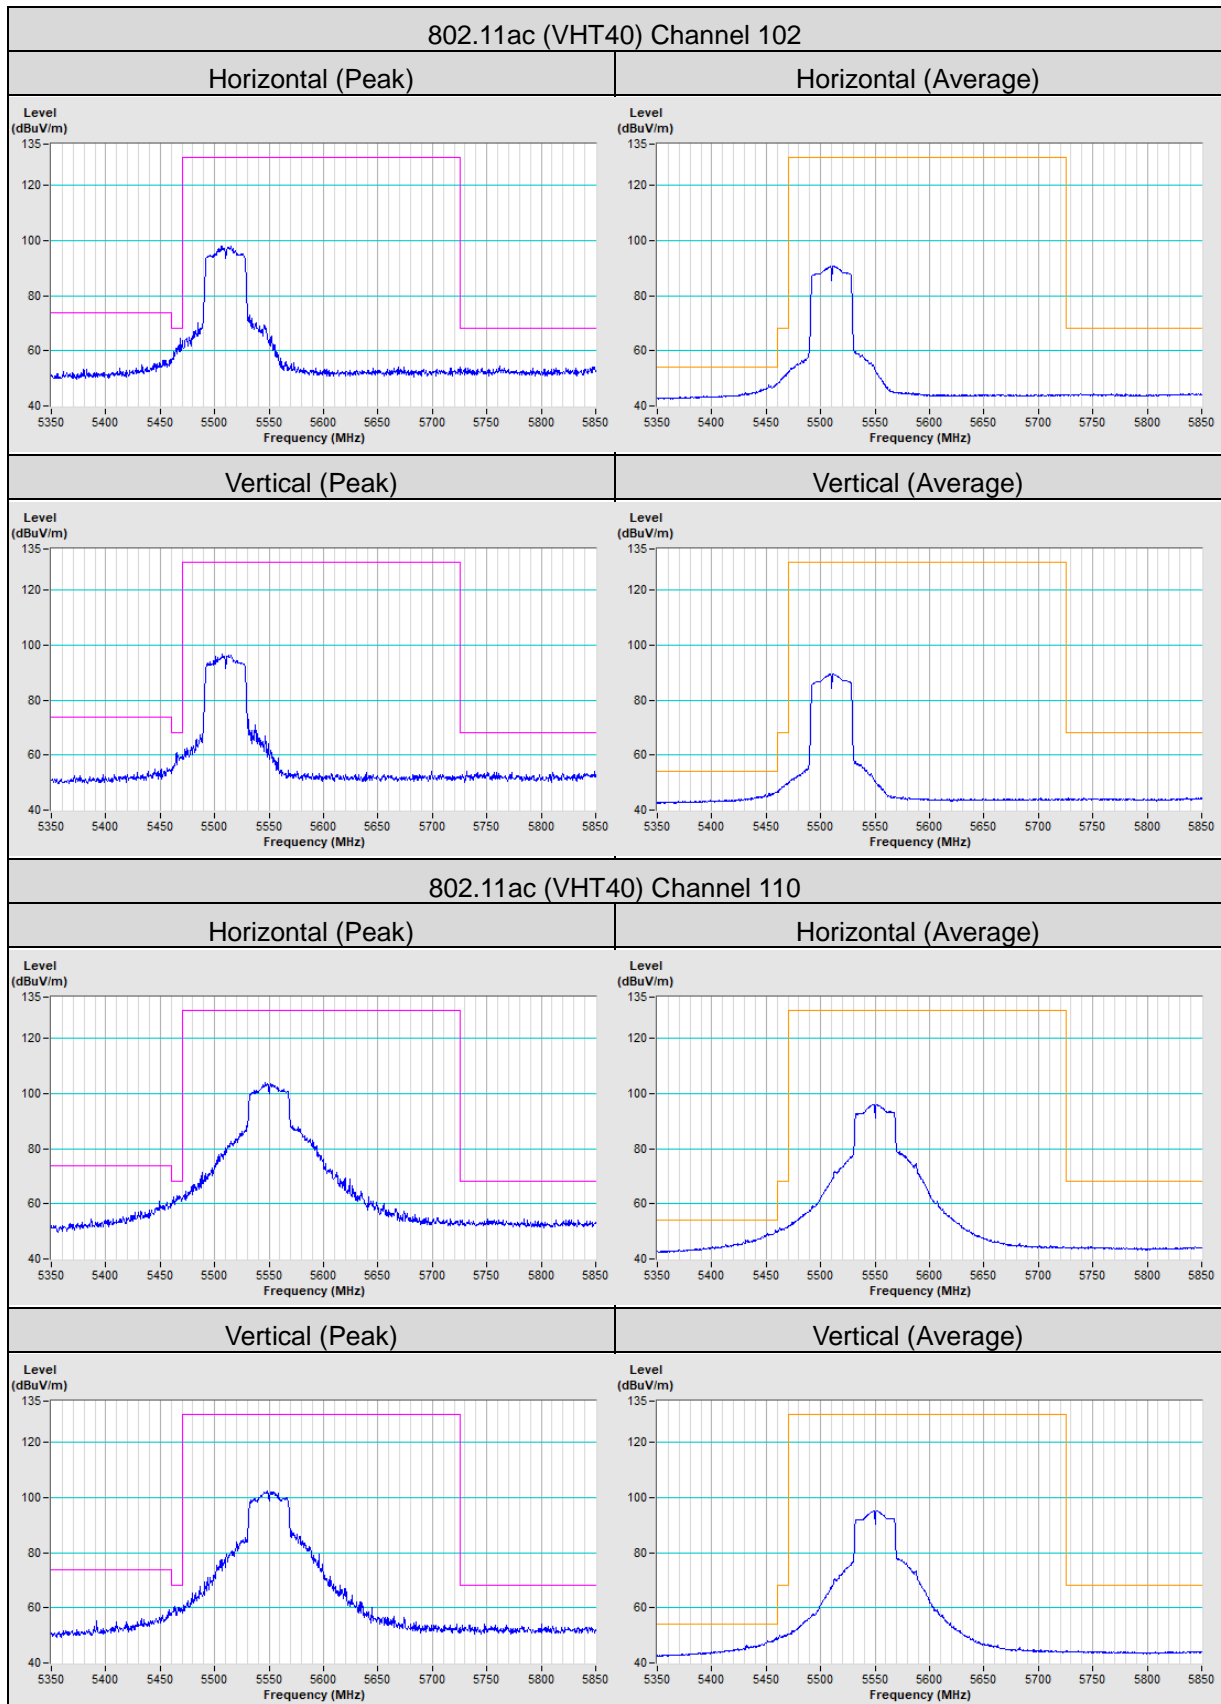 802.11ac (VHT40) Channel 102
Horizontal (Peak) Horizontal (Average)
Level Level
(dBuV/m) (dBuV/m)
135 135
120 120
100 100
80 80
60 60
40 40
5350 5400 5450 5500 5550 5600 5650 5700 5750 5800 5850 5350 5400 5450 5500 5550 5600 5650 5700 5750 5800 5850
Frequency (MHz) Frequency (MHz)
Vertical (Peak) Vertical (Average)
Level Level
(dBuV/m) (dBuV/m)
135 135
120 120
100 100
80 80
60 60
40 40
5350 5400 5450 5500 5550 5600 5650 5700 5750 5800 5850 5350 5400 5450 5500 5550 5600 5650 5700 5750 5800 5850
Frequency (MHz) Frequency (MHz)
802.11ac (VHT40) Channel 110
Horizontal (Peak) Horizontal (Average)
Level Level
(dBuV/m) (dBuV/m)
135 135
120 120
100 100
80 80
60 60
40 40
5350 5400 5450 5500 5550 5600 5650 5700 5750 5800 5850 5350 5400 5450 5500 5550 5600 5650 5700 5750 5800 5850
Frequency (MHz) Frequency (MHz)
Vertical (Peak) Vertical (Average)
Level Level
(dBuV/m) (dBuV/m)
135 135
120 120
100 100
80 80
60 60
40 40
5350 5400 5450 5500 5550 5600 5650 5700 5750 5800 5850 5350 5400 5450 5500 5550 5600 5650 5700 5750 5800 5850
Frequency (MHz) Frequency (MHz)